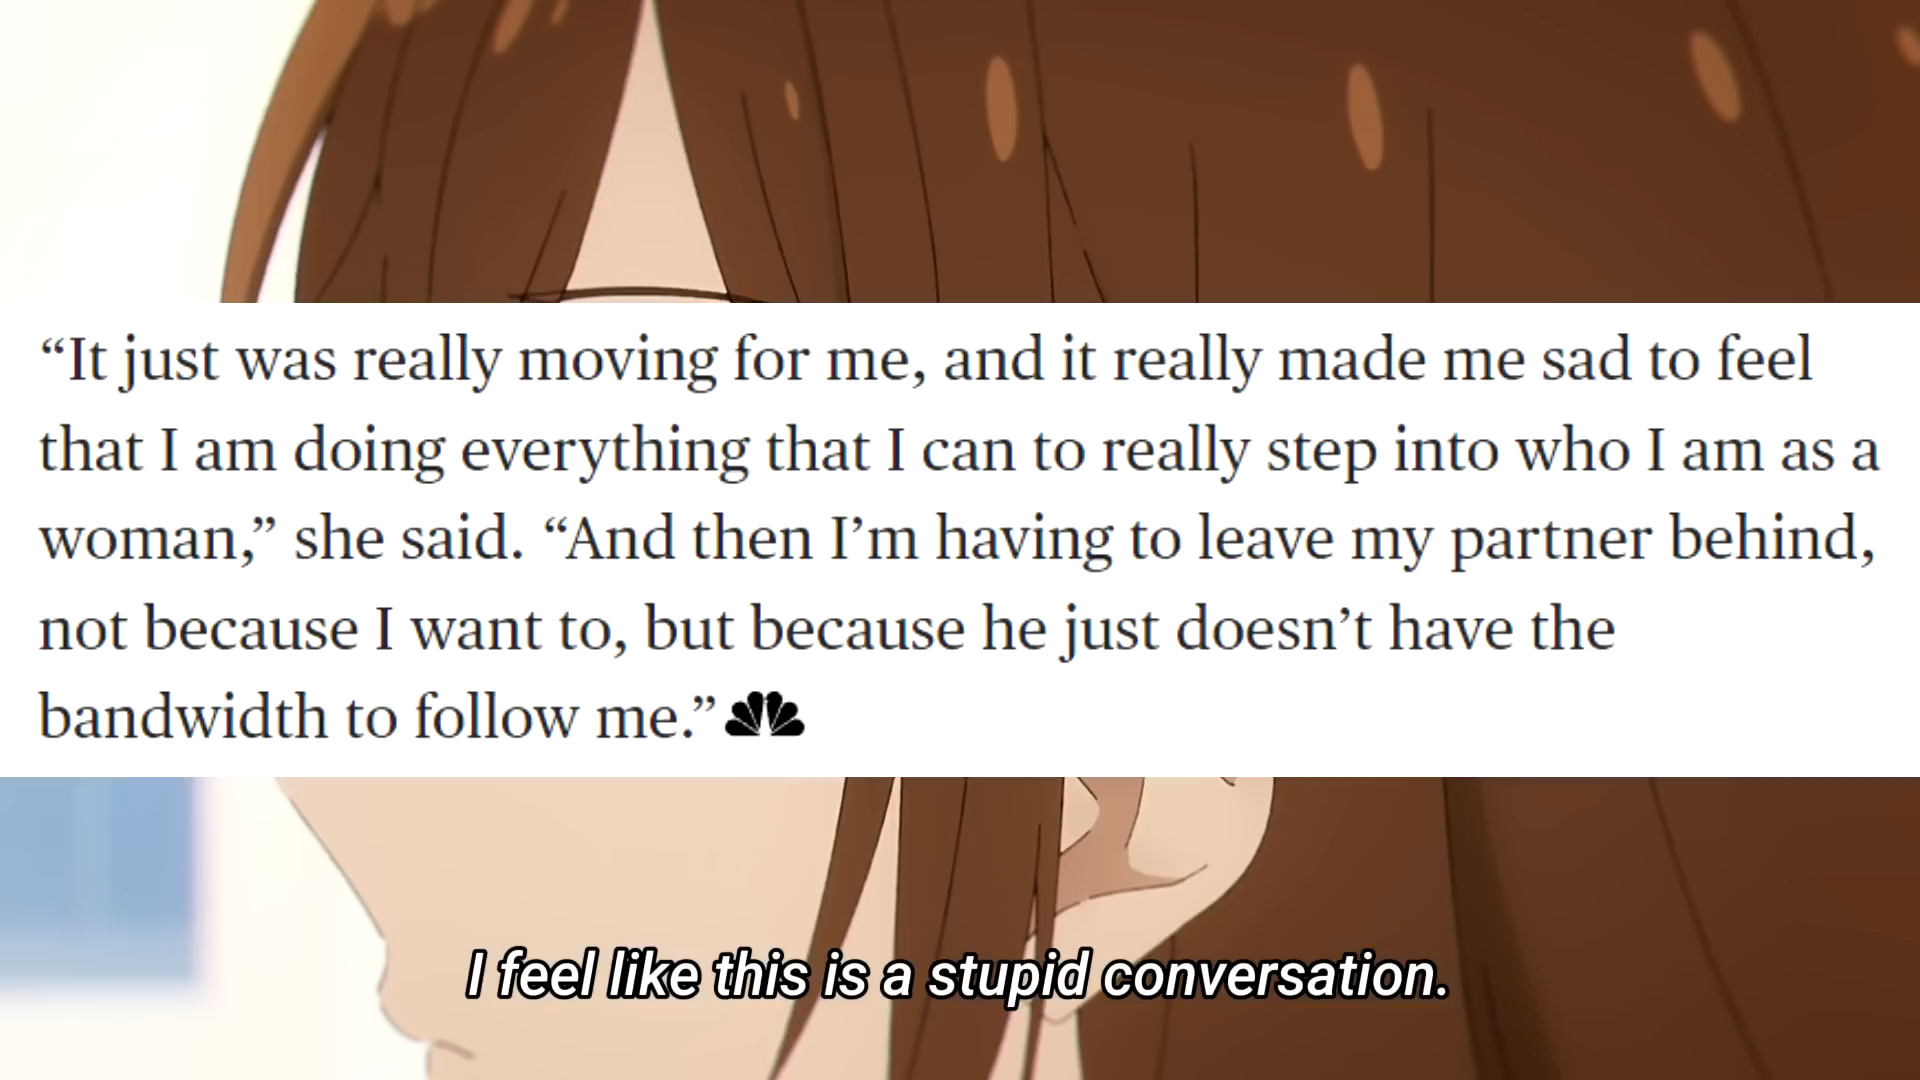 “It just was really moving for me, and it really made me sad to feel
that I am doing everything that I can to really step into who I am as a
woman,” she said. “And then I’m having to leave my partner behind,
not because I want to, but because he just doesn’t have the
bandwidth to follow me.”
I feel like this is a stupid conversation.